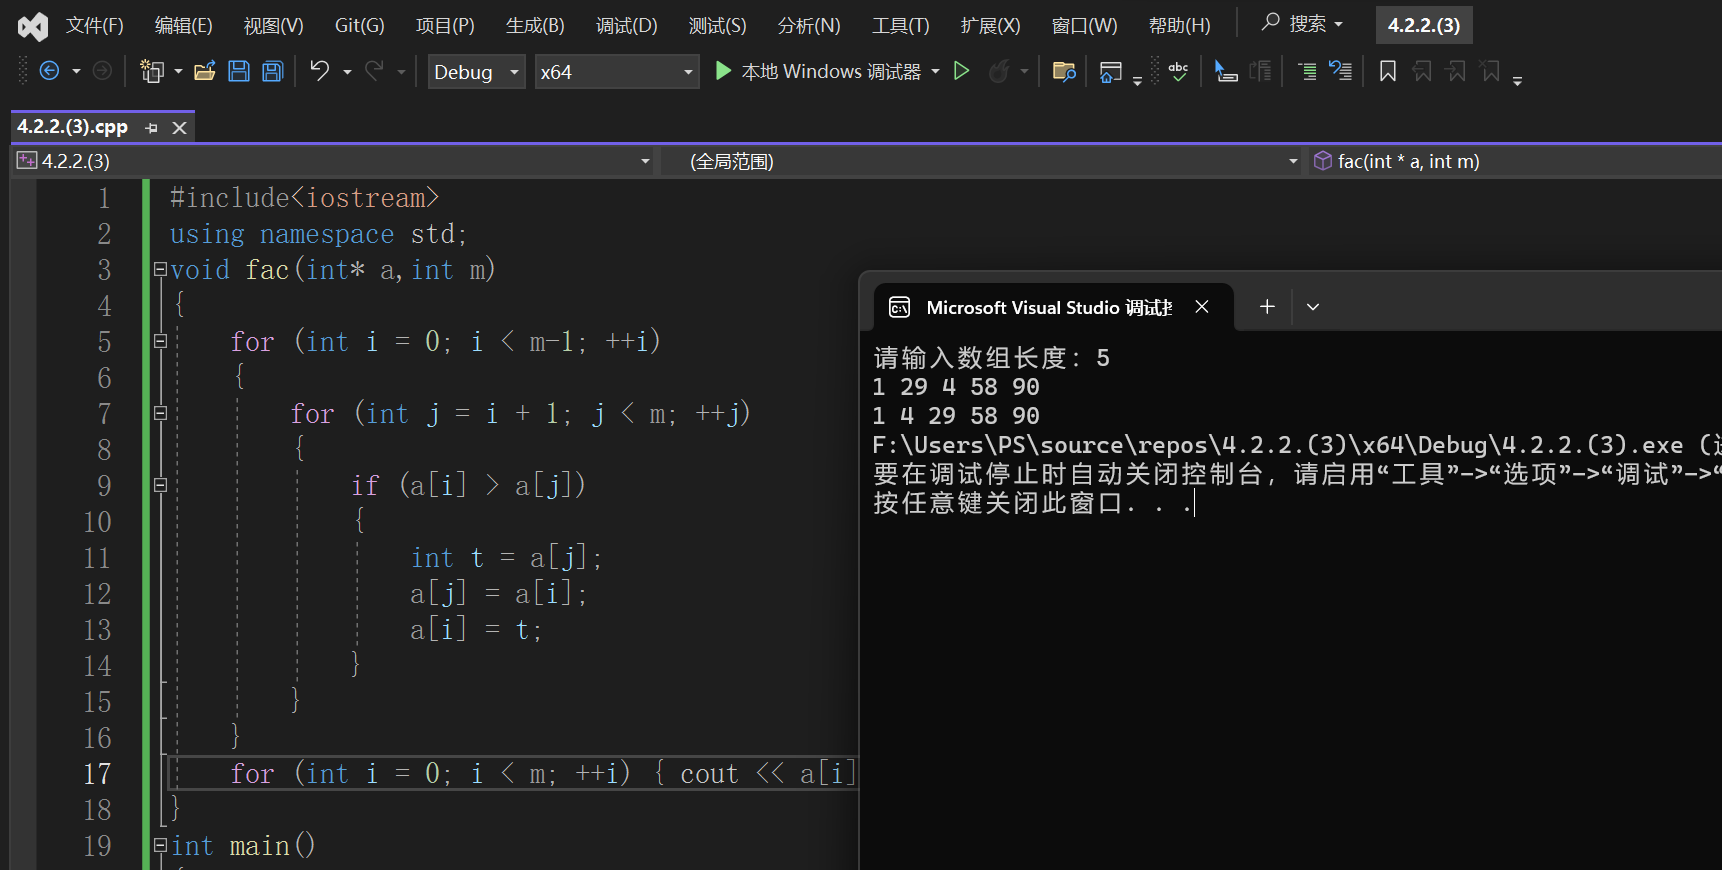 文件(F) 编辑(E) 视图(V) Git(G) 项目(P) 生成(B) 调试(D) 测试(S) 分析(N) 工具(T) 扩展(X) 窗口(W) 帮助(H) 搜索 4.2.2.(3)
Debug x64 本地 Windows 调试器 abc
4.2.2.(3).cpp
4.2.2.(3) (全局范围) fac(int * a, int m)
1 #include<iostream>
2 using namespace std;
3 void fac(int* a,int m)
4 {
5 for (int i = 0; i < m-1; ++i)
6 {
7 for (int j = i + 1; j < m; ++j)
8 {
9 if (a[i] > a[j])
10 {
11 int t = a[j];
12 a[j] = a[i];
13 a[i] = t;
14 }
15 }
16 }
17 for (int i = 0; i < m; ++i) { cout << a[i]
18 }
19 int main()
C:\ Microsoft Visual Studio 调试
请输入数组长度: 5
1 29 4 58 90
1 4 29 58 90
F:\Users\PS\source\repos\4.2.2.(3)\x64\Debug\4.2.2.(3).exe (
要在调试停止时自动关闭控制台, 请启用“工具”->“选项”->“调试”->“
按任意键关闭此窗口. . .